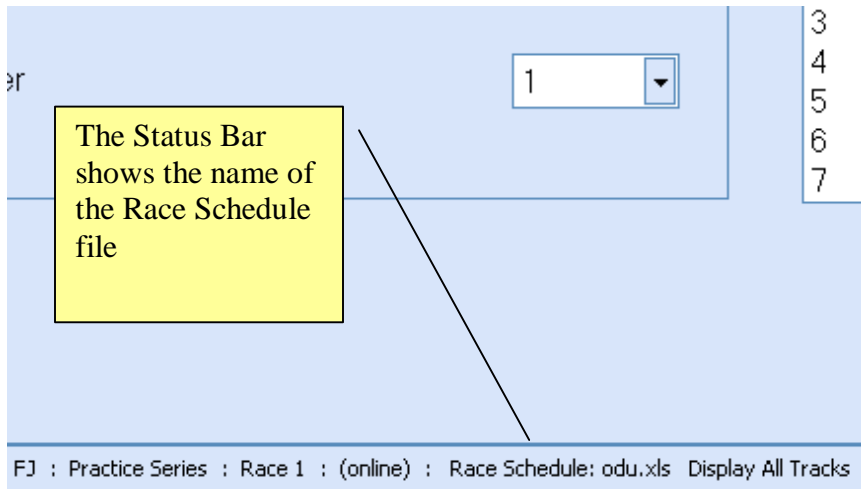 3
4
er
1
5
6
7
The Status Bar
shows the name of
the Race Schedule
file
FJ : Practice Series : Race 1 : (online) : Race Schedule: odu.xls Display All Tracks